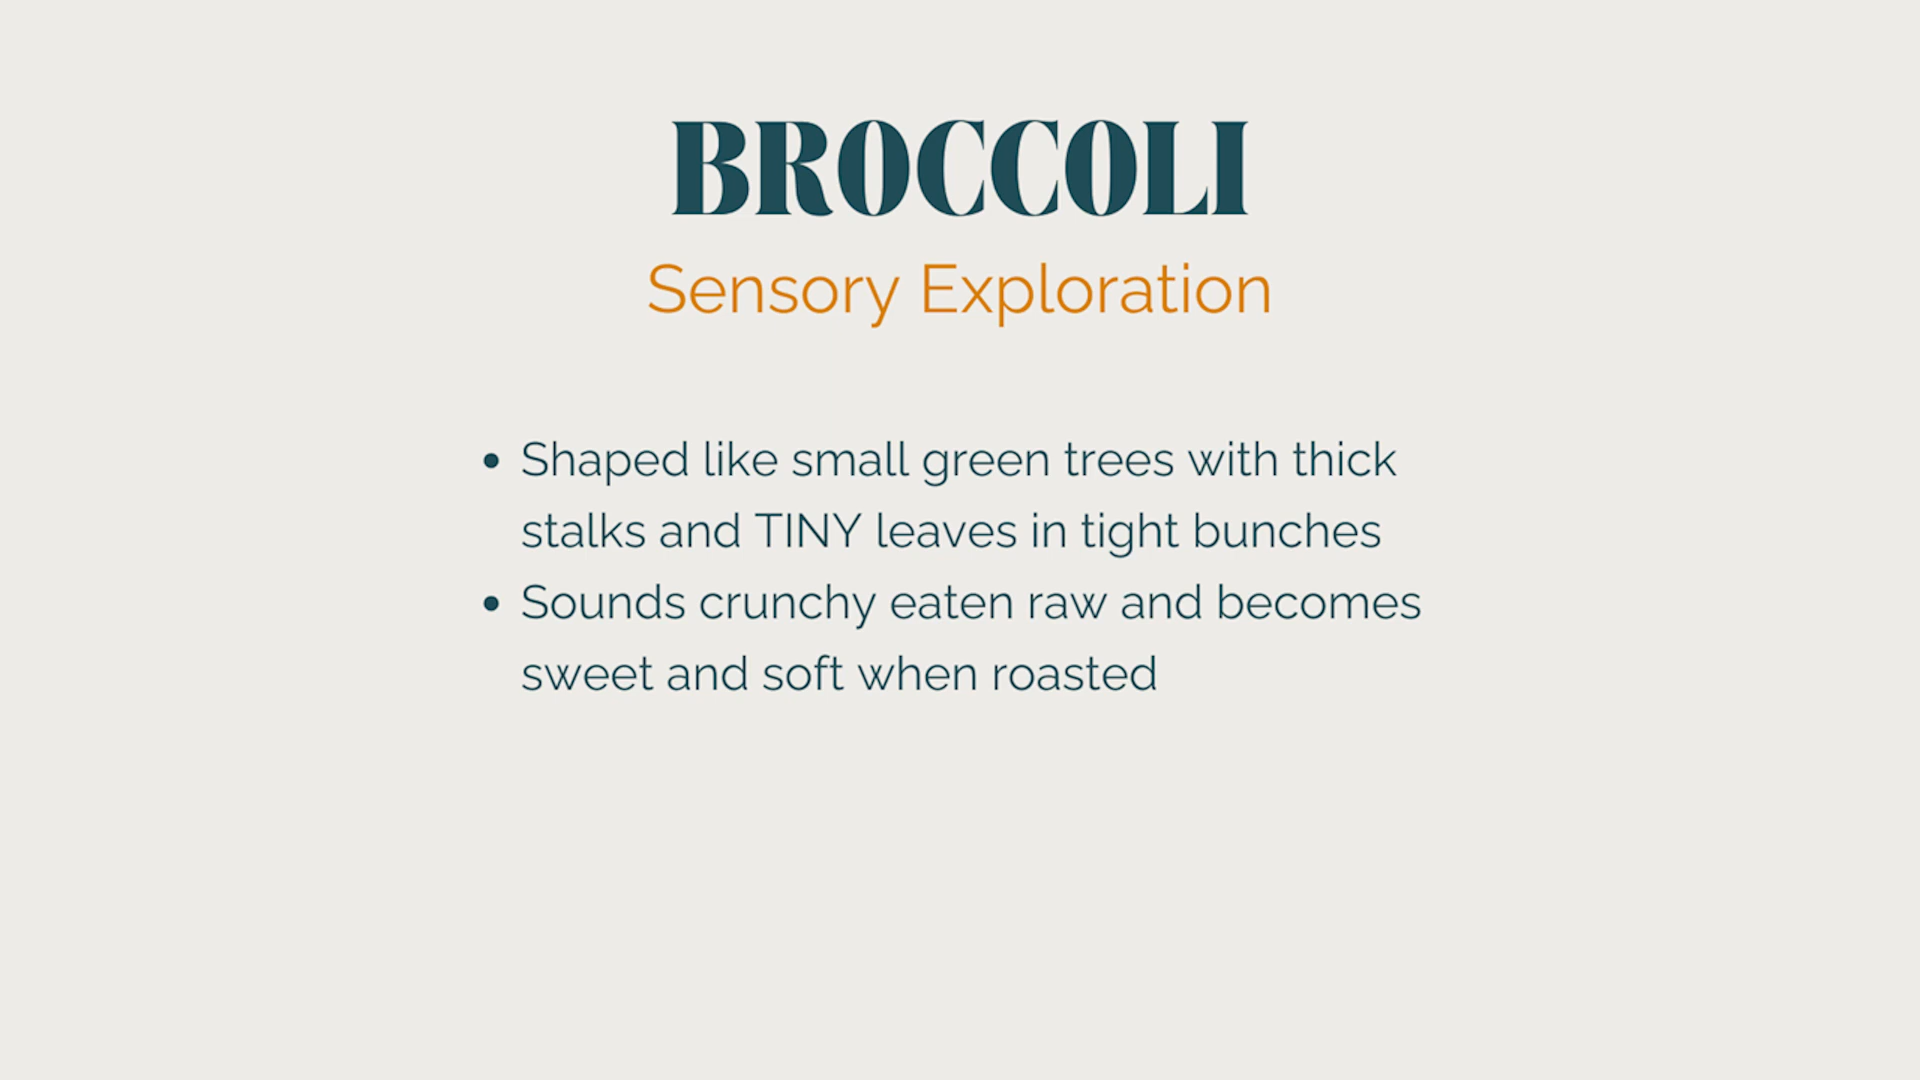 BROCCOLI
Sensory Exploration
• Shaped like small green trees with thick
stalks and TINY leaves in tight bunches
• Sounds crunchy eaten raw and becomes
sweet and soft when roasted